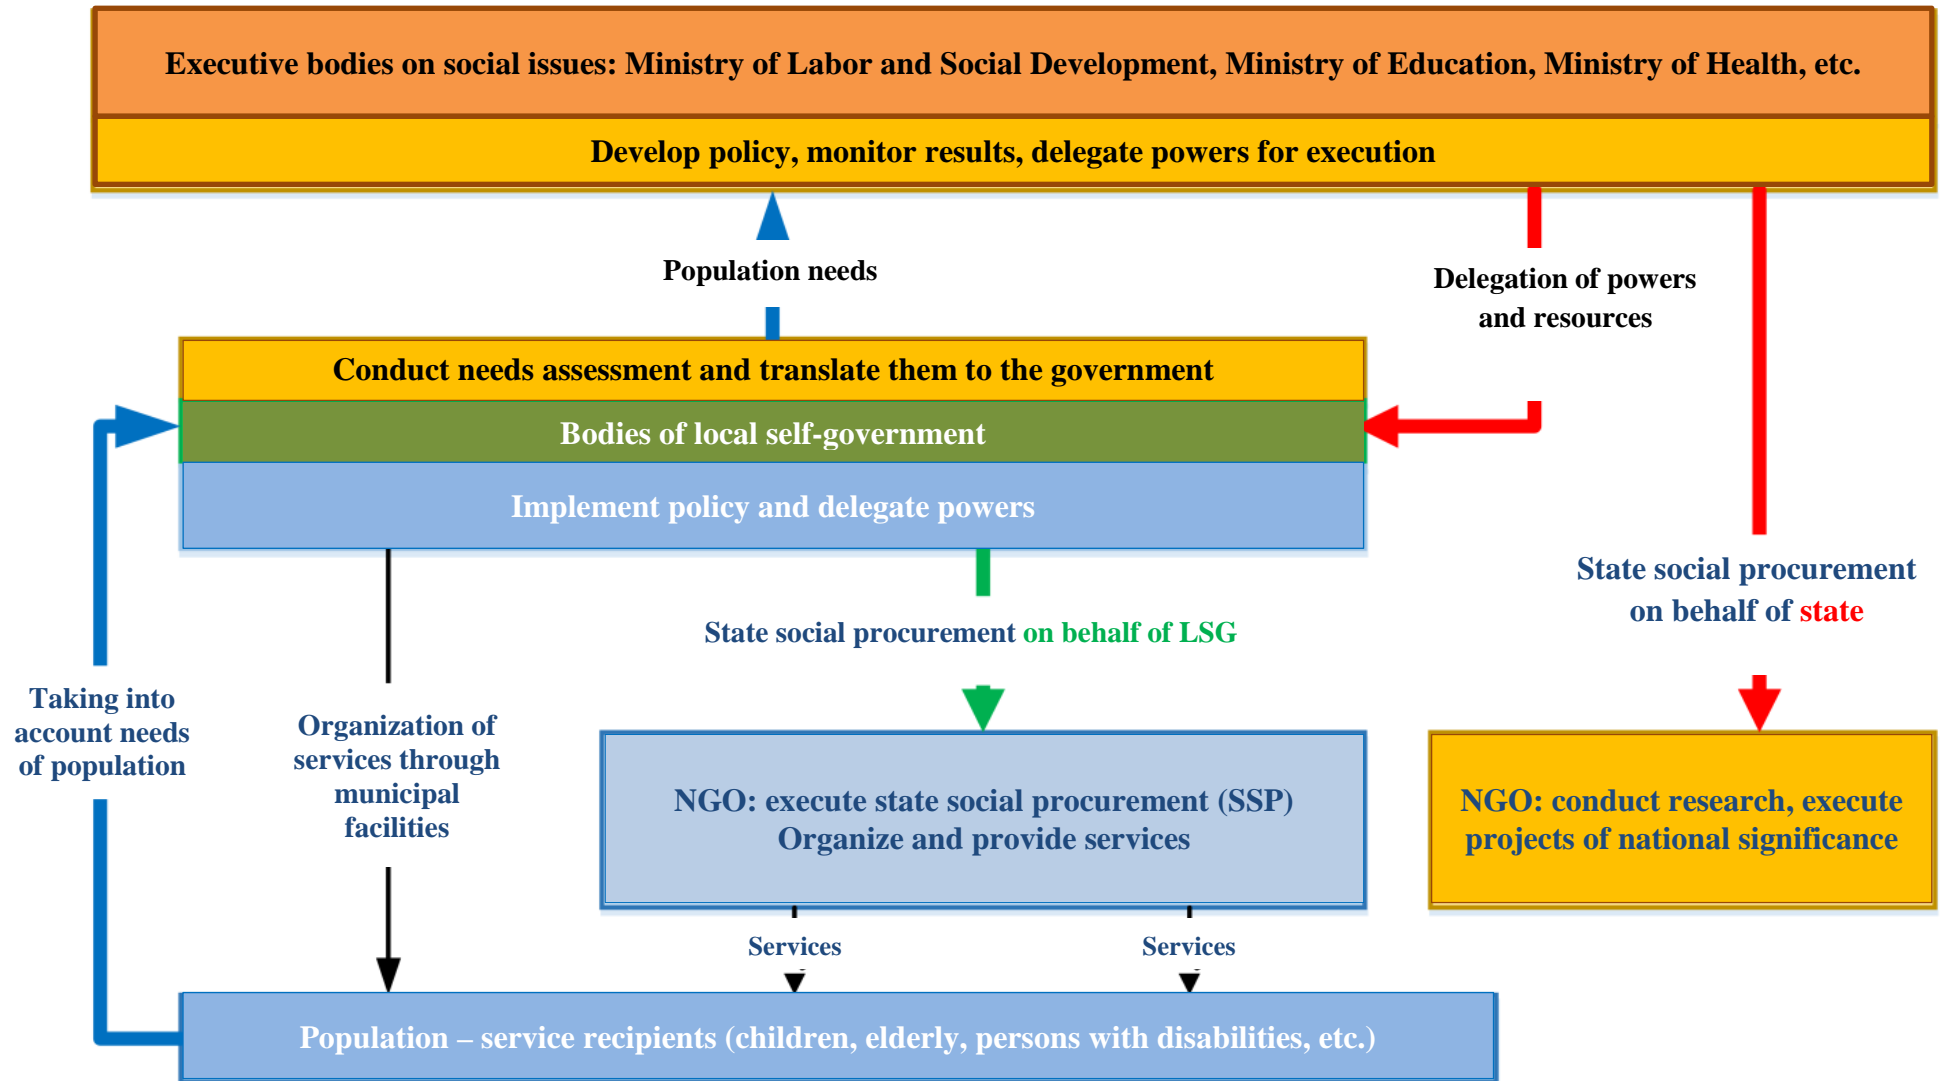 Executive bodies on social issues: Ministry of Labor and Social Development, Ministry of Education, Ministry of Health, etc.
Develop policy, monitor results, delegate powers for execution
Population needs
Delegation of powers
and resources
Conduct needs assessment and translate them to the government
Bodies of local self-government
Implement policy and delegate powers
State social procurement
on behalf of state
State social procurement on behalf of LSG
Taking into
account needs
of population
Organization of
services through
municipal
facilities
NGO: execute state social procurement (SSP)
Organize and provide services
NGO: conduct research, execute
projects of national significance
Services
Services
Population – service recipients (children, elderly, persons with disabilities, etc.)